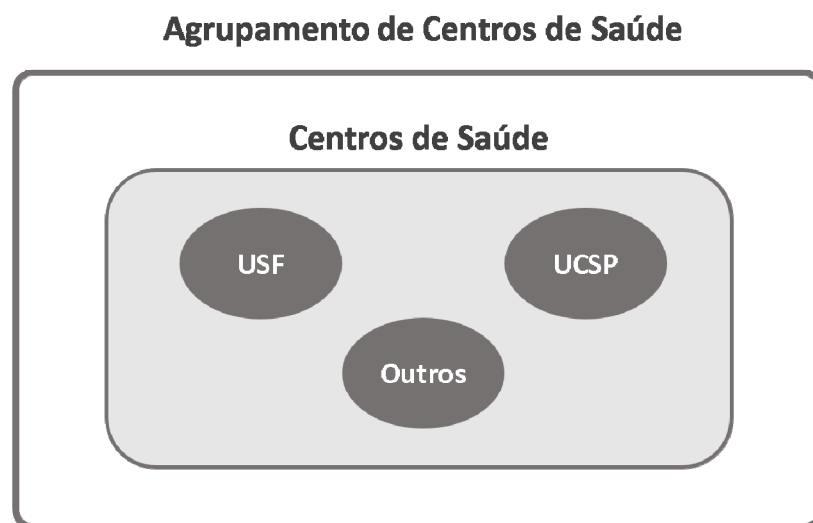 Agrupamento de Centros de Saúde
Centros de Saúde
USF
UCSP
Outros